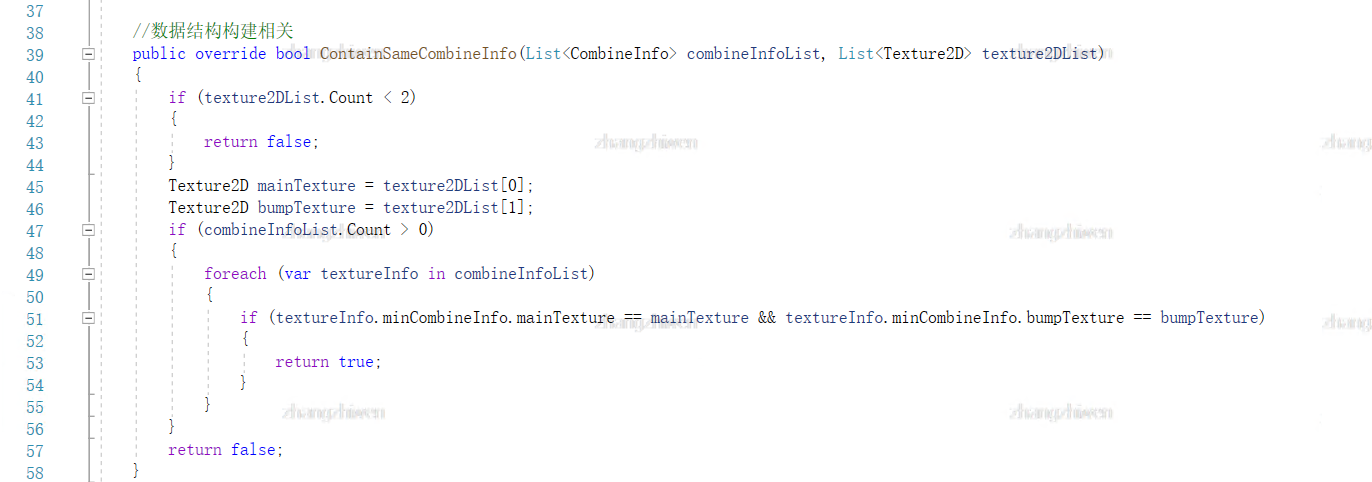 37
38 //数据结构构建相关
39 public override bool ContainSameCombineInfo(List<CombineInfo> combineInfoList, List<Texture2D> texture2DList)
40 {
41 if (texture2DList.Count < 2)
42 {
43 return false;
44 }
45 Texture2D mainTexture = texture2DList[0];
46 Texture2D bumpTexture = texture2DList[1];
47 if (combineInfoList.Count > 0)
48 {
49 foreach (var textureInfo in combineInfoList)
50 {
51 if (textureInfo.minCombineInfo.mainTexture == mainTexture && textureInfo.minCombineInfo.bumpTexture == bumpTexture)
52 {
53 return true;
54 }
55 }
56 }
57 return false;
58 }
zhangzhiwen
zhangzhiwen
zhangzhiwen
zhangzhiwen